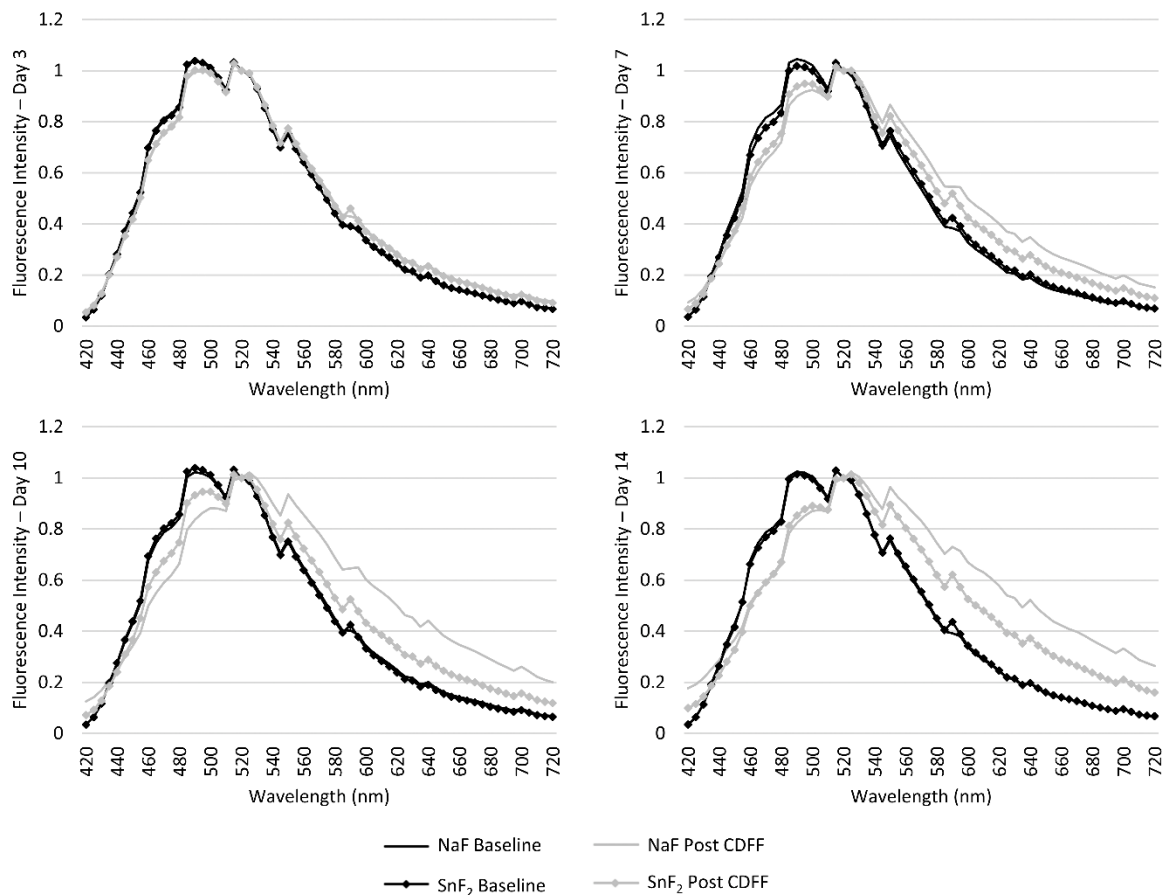 Fluorescence Intensity – Day 3
1.2
1
0.8
0.6
0.4
0.2
0
420 440 460 480 500 520 540 560 580 600 620 640 660 680 700 720
Wavelength (nm)
Fluorescence Intensity – Day 7
1.2
1
0.8
0.6
0.4
0.2
0
420 440 460 480 500 520 540 560 580 600 620 640 660 680 700 720
Wavelength (nm)
Fluorescence Intensity – Day 10
1.2
1
0.8
0.6
0.4
0.2
0
420 440 460 480 500 520 540 560 580 600 620 640 660 680 700 720
Wavelength (nm)
Fluorescence Intensity – Day 14
1.2
1
0.8
0.6
0.4
0.2
0
420 440 460 480 500 520 540 560 580 600 620 640 660 680 700 720
Wavelength (nm)
NaF Baseline
NaF Post CDFF
SnF₂ Baseline
SnF₂ Post CDFF